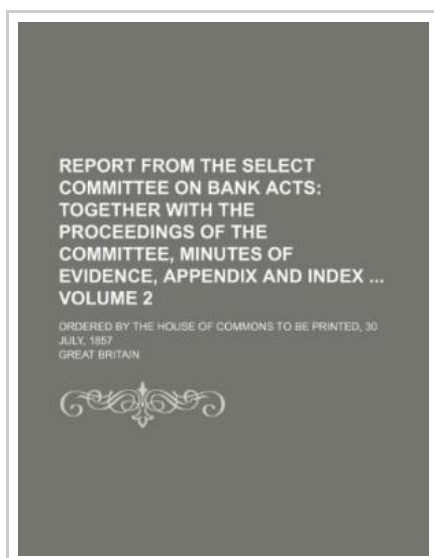 REPORT FROM THE SELECT
COMMITTEE ON BANK ACTS:
TOGETHER WITH THE
PROCEEDINGS OF THE
COMMITTEE, MINUTES OF
EVIDENCE, APPENDIX AND INDEX ...
VOLUME 2
ORDERED BY THE HOUSE OF COMMONS TO BE PRINTED, 30
JULY, 1857
GREAT BRITAIN